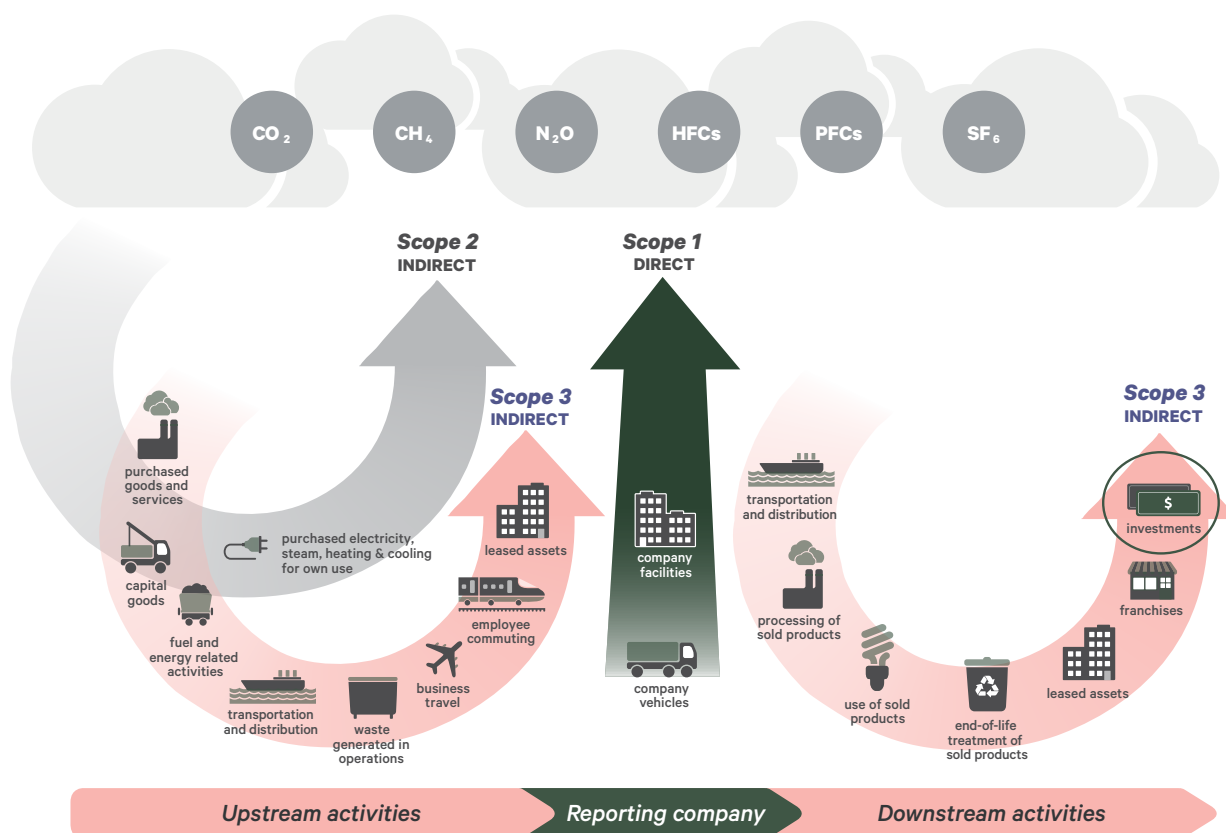 CO₂
CH₄
N₂O
HFCs
PFCs
SF₆
Scope 2
INDIRECT
Scope 1
DIRECT
Scope 3
INDIRECT
Scope 3
INDIRECT
purchased
goods and
services
capital
goods
fuel and
energy related
activities
purchased electricity,
steam, heating & cooling
for own use
transportation
and distribution
waste
generated in
operations
business
travel
employee
commuting
leased assets
company
facilities
company
vehicles
transportation
and distribution
processing of
sold products
use of sold
products
end-of-life
treatment of
sold products
leased assets
franchises
$
investments
Upstream activities
Reporting company
Downstream activities